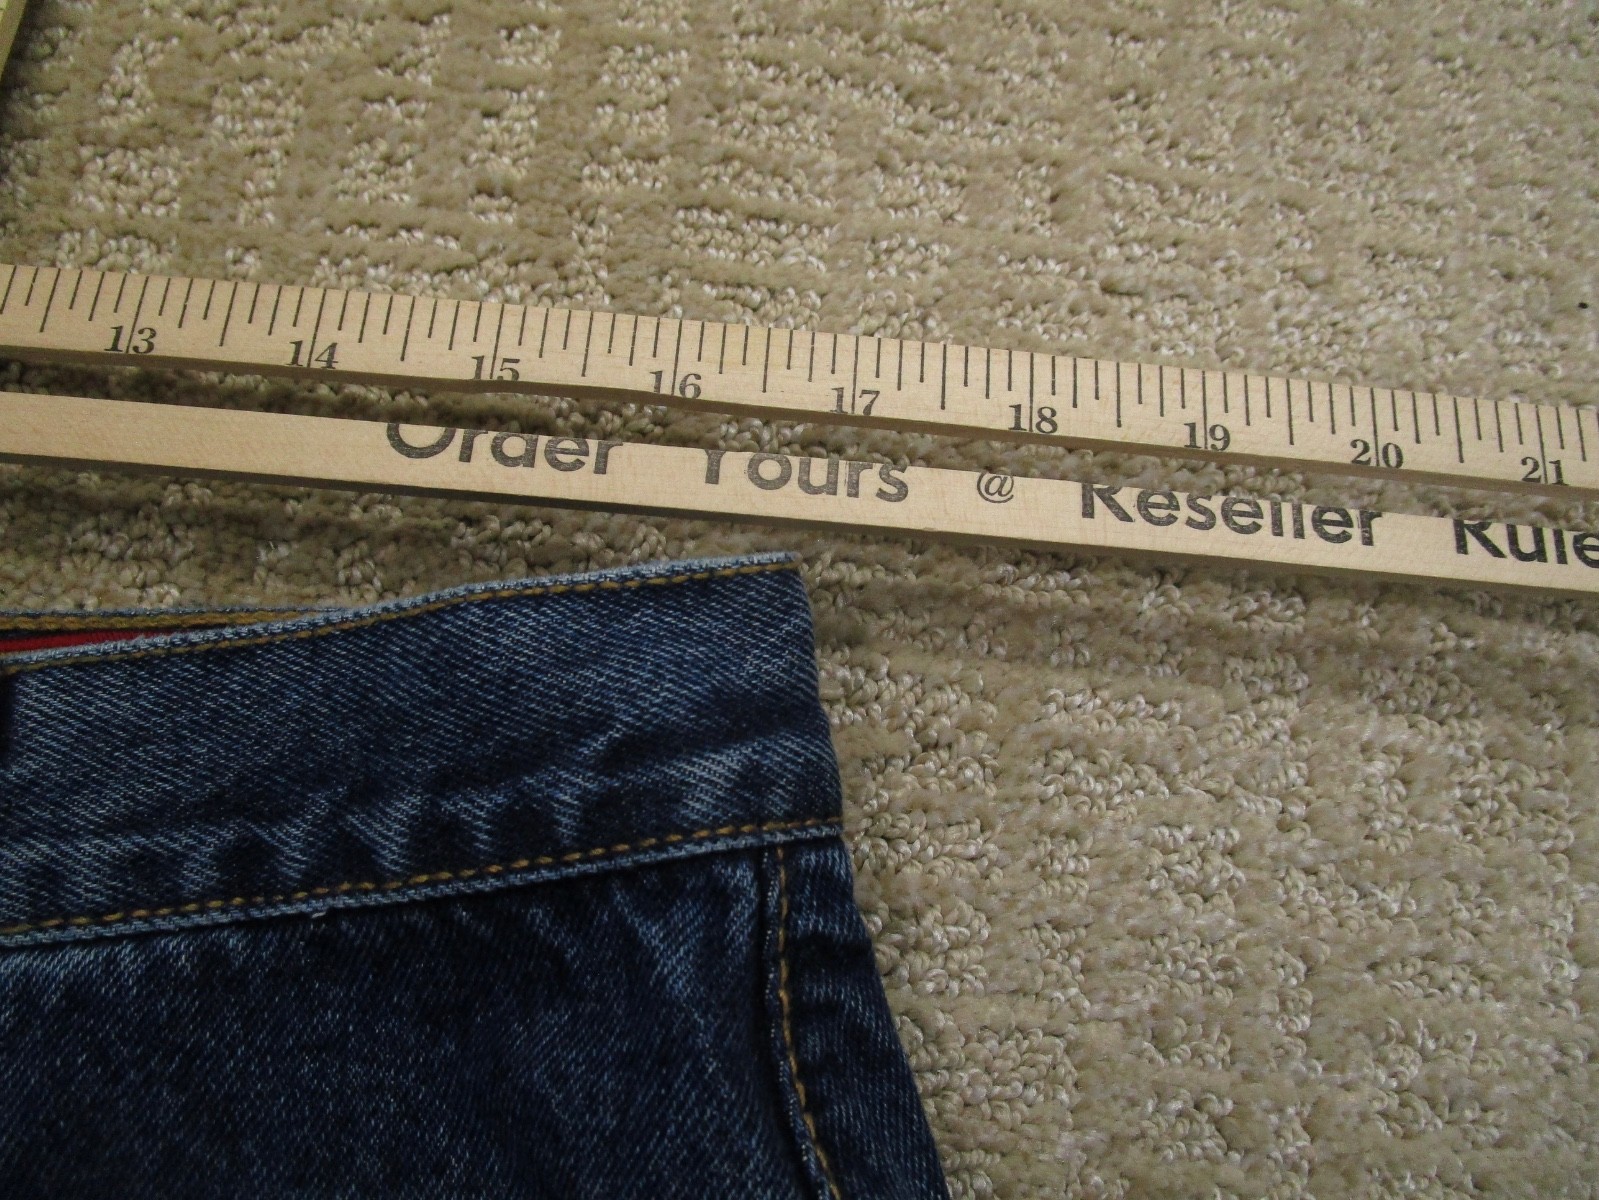 13 14 15 16 17 18 19 20 21
Order Yours @ Reseller Rule